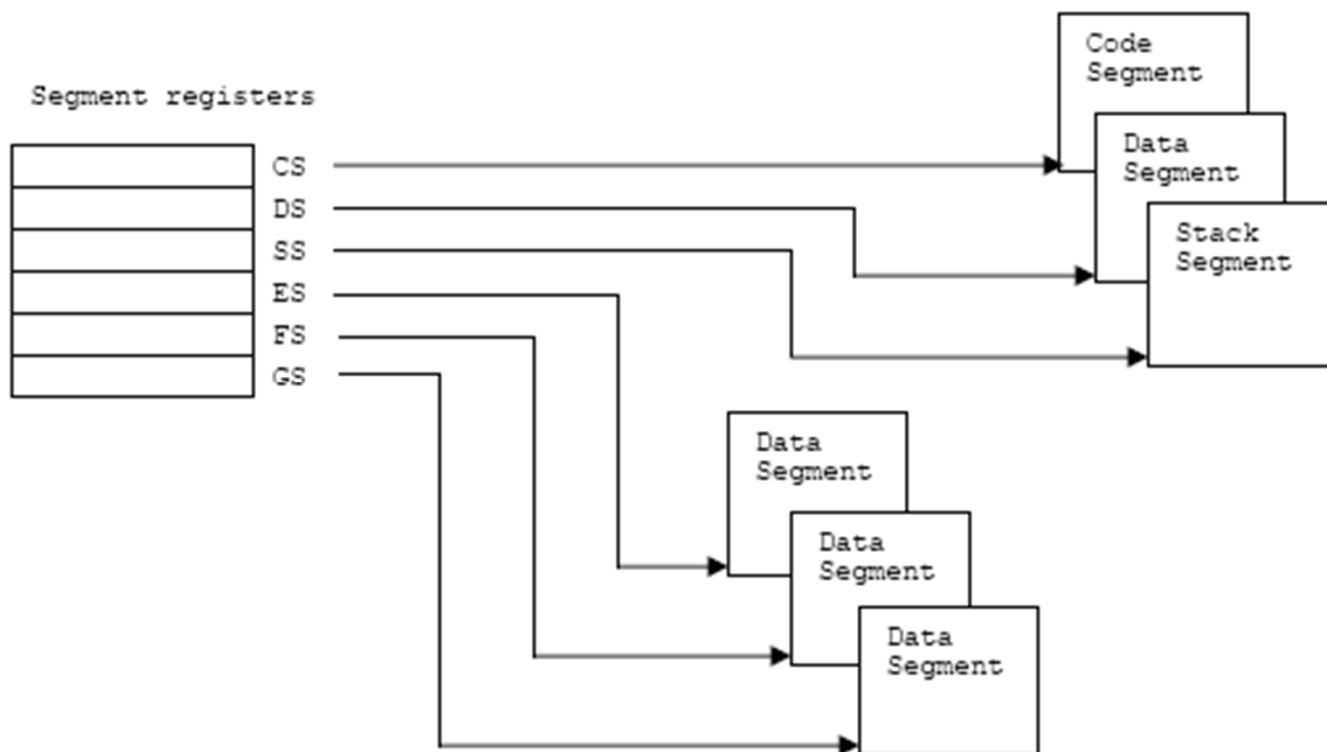 Segment registers
CS
DS
SS
ES
FS
GS
Code
Segment
Data
Segment
Stack
Segment
Data
Segment
Data
Segment
Data
Segment